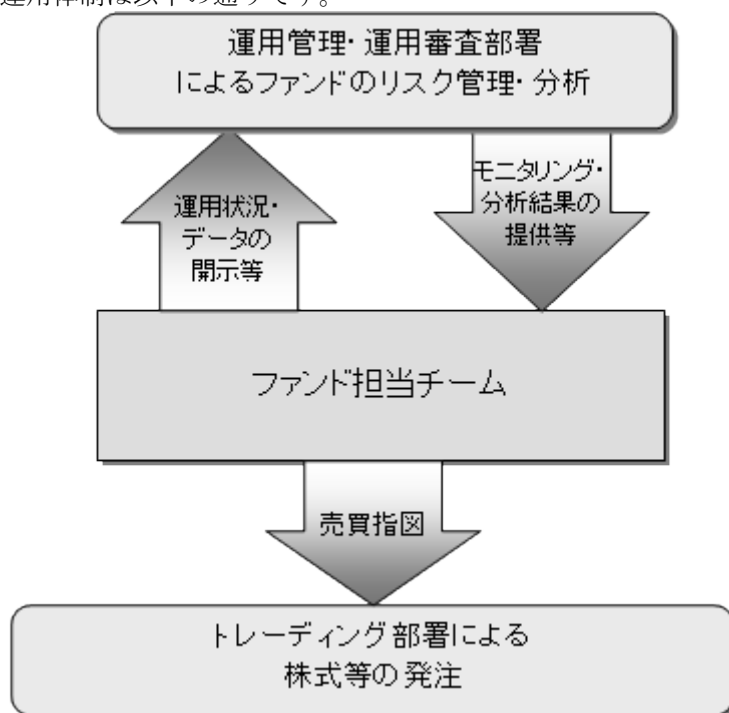 運用体制は以下の通りです。
運用管理・運用審査部署
によるファンドのリスク管理・分析
運用状況・
データの
開示等
モニタリング・
分析結果の
提供等
ファンド担当チーム
売買指図
トレーディング部署による
株式等の発注